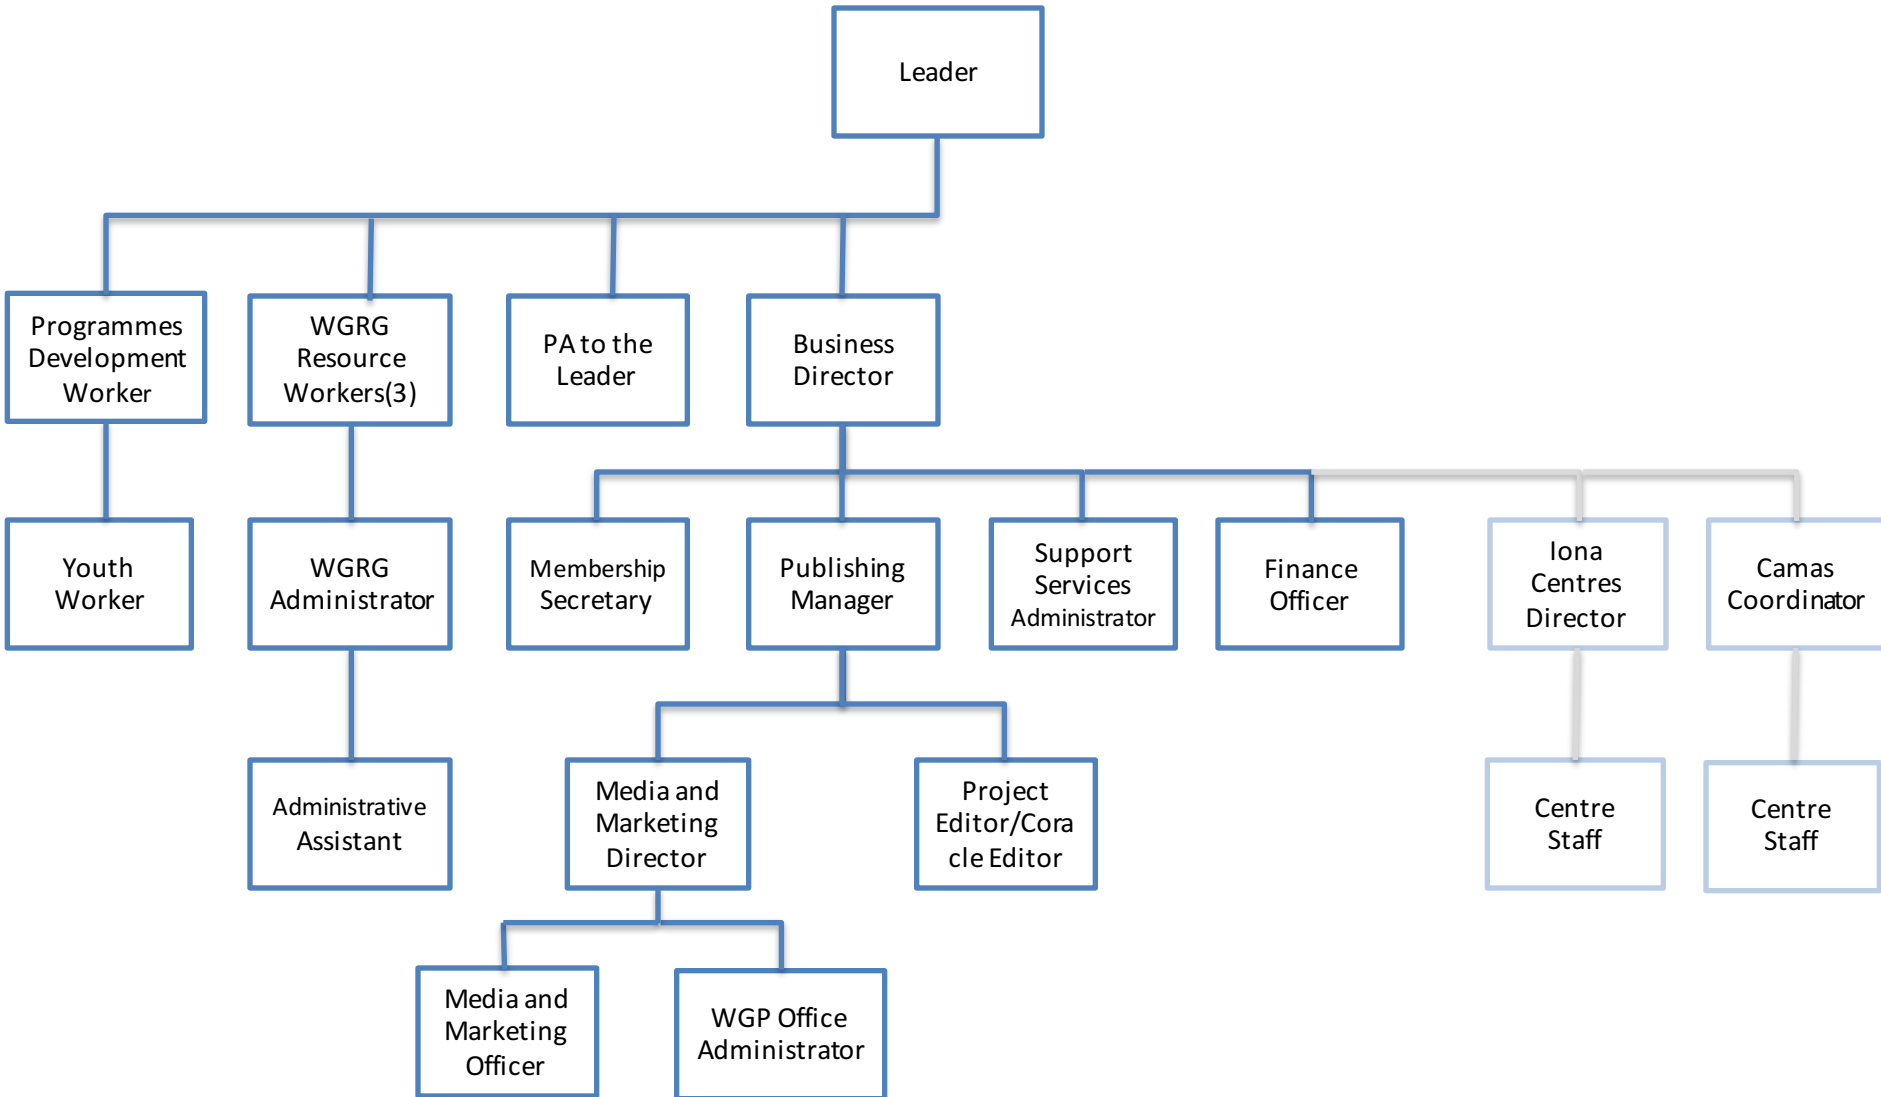 Leader
Programmes
Development
Worker
WGRG
Resource
Workers(3)
PA to the
Leader
Business
Director
Youth
Worker
WGRG
Administrator
Membership
Secretary
Publishing
Manager
Support
Services
Administrator
Finance
Officer
Iona
Centres
Director
Camas
Coordinator
Administrative
Assistant
Media and
Marketing
Director
Project
Editor/Cora
cle Editor
Centre
Staff
Centre
Staff
Media and
Marketing
Officer
WGP Office
Administrator